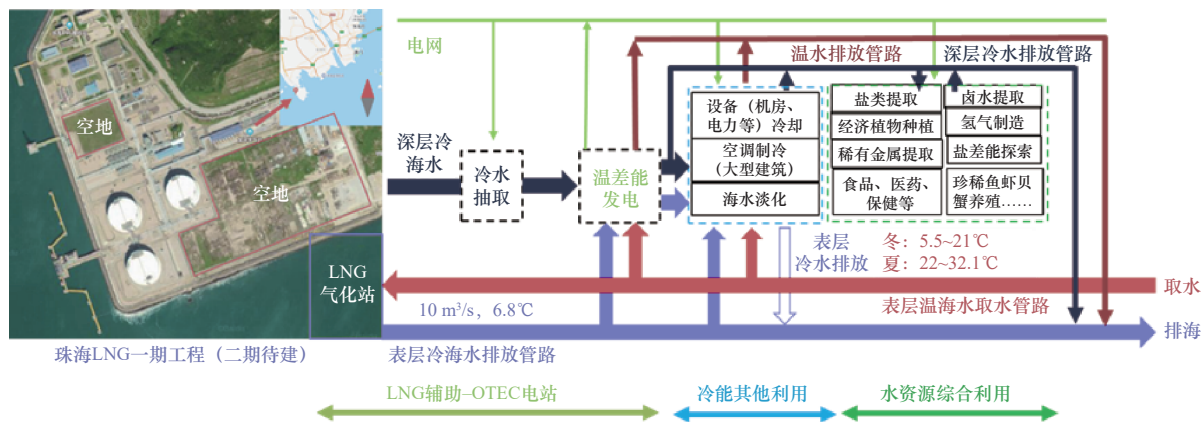 空地
空地
LNG
气化站
珠海LNG一期工程（二期待建）
电网
温水排放管路
深层冷水排放管路
深层冷
海水
冷水
抽取
温差能
发电
设备（机房、
电力等）冷却
空调制冷
（大型建筑）
海水淡化
盐类提取
经济植物种植
稀有金属提取
食品、医药、
保健等
卤水提取
氢气制造
盐差能探索
珍稀鱼虾贝
蟹养殖……
表层
冷水排放
冬：5.5~21℃
夏：22~32.1℃
取水
表层温海水取水管路
10 m³/s，6.8℃
排海
表层冷海水排放管路
LNG辅助–OTEC电站
冷能其他利用
水资源综合利用